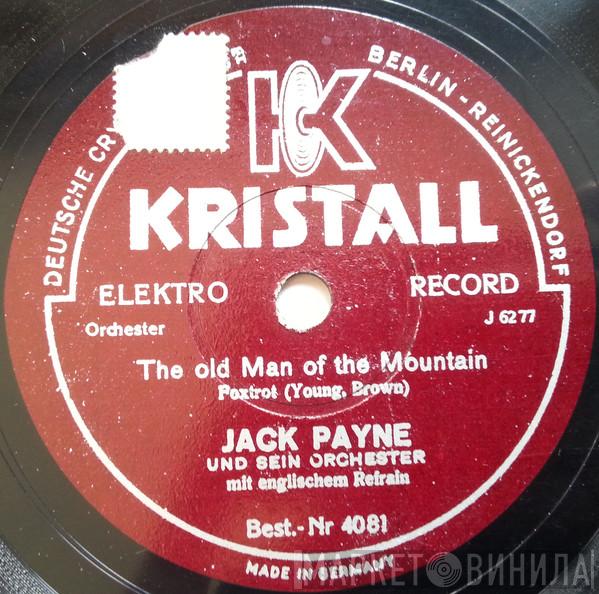 DEUTSCHE
BERLIN-REINICKENDORF
KRISTALL
ELEKTRO RECORD
Orchester J 6277
The old Man of the Mountain
Foxtrot (Young, Brown)
JACK PAYNE
UND SEIN ORCHESTER
mit englischem Refrain
Best.-Nr 4081
MADE IN GERMANY
МАРКЕТ ВИНИЛА